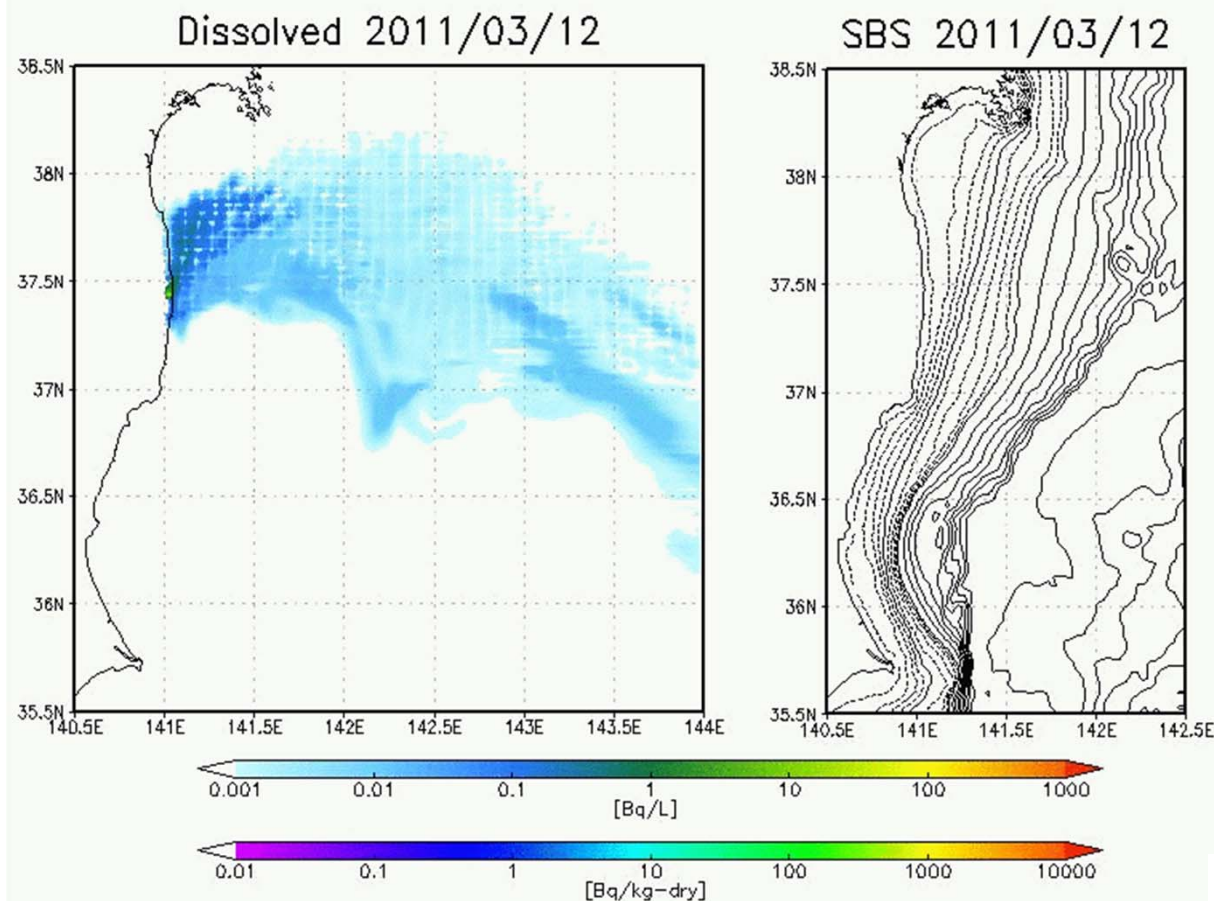 Dissolved 2011/03/12
SBS 2011/03/12
38.5N
38N
37.5N
37N
36.5N
36N
35.5N
140.5E 141E 141.5E 142E 142.5E 143E 143.5E 144E
38.5N
38N
37.5N
37N
36.5N
36N
35.5N
140.5E 141E 141.5E 142E 142.5E
0.001 0.01 0.1 1 10 100 1000
[Bq/L]
0.01 0.1 1 10 100 1000 10000
[Bq/kg-dry]